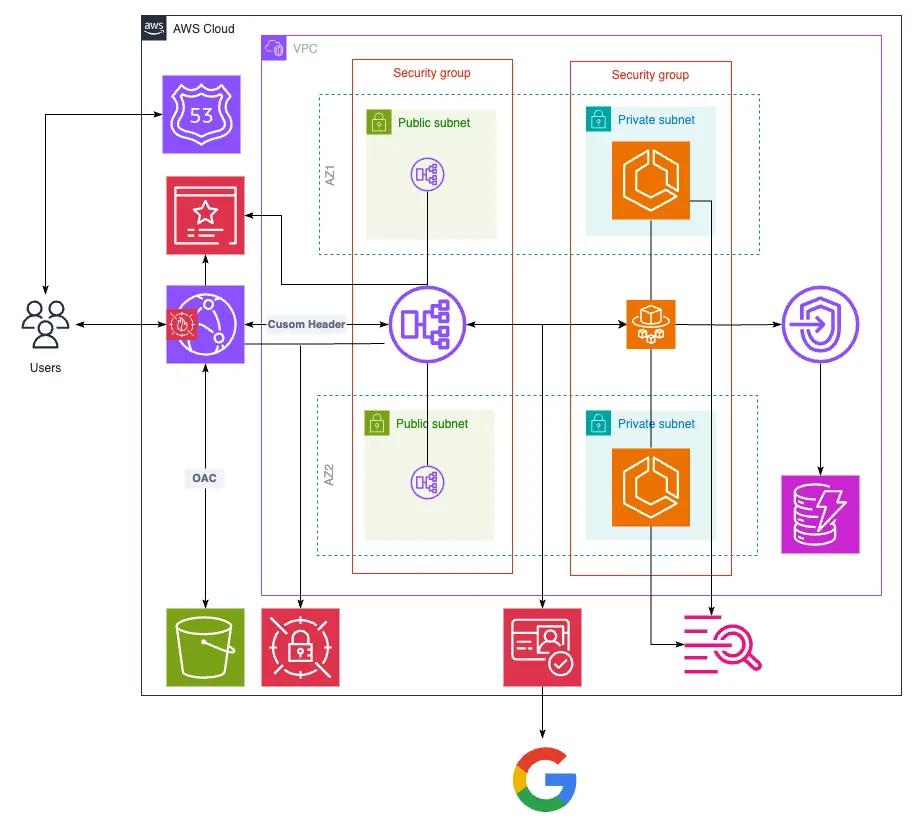 aws
AWS Cloud
VPC
Security group
Security group
Public subnet
Private subnet
53
AZ1
Cusom Header
Users
Public subnet
Private subnet
AZ2
OAC